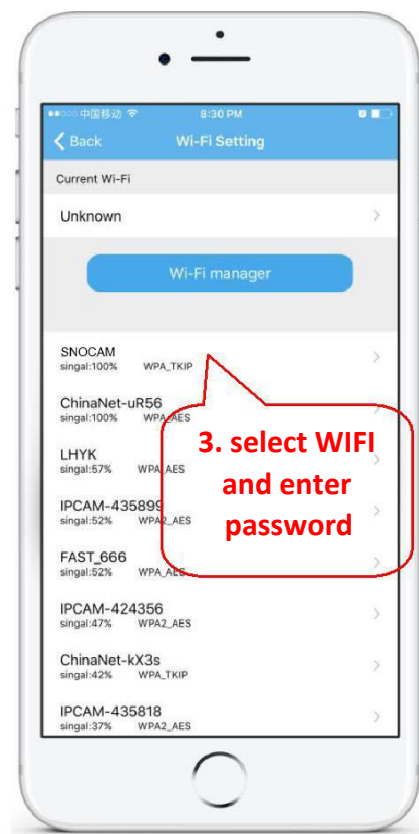 中国移动 8:30 PM
Back Wi-Fi Setting
Current Wi-Fi
Unknown
Wi-Fi manager
SNOCAM
singal:100% WPA_TKIP
ChinaNet-uR56
singal:100% WPA_AES
LHYK
singal:57% WPA_AES
IPCAM-435899
singal:52% WPA2_AES
FAST_666
singal:52% WPA_AES
IPCAM-424356
singal:47% WPA2_AES
ChinaNet-kX3s
singal:42% WPA_TKIP
IPCAM-435818
singal:37% WPA2_AES
3. select WIFI
and enter
password